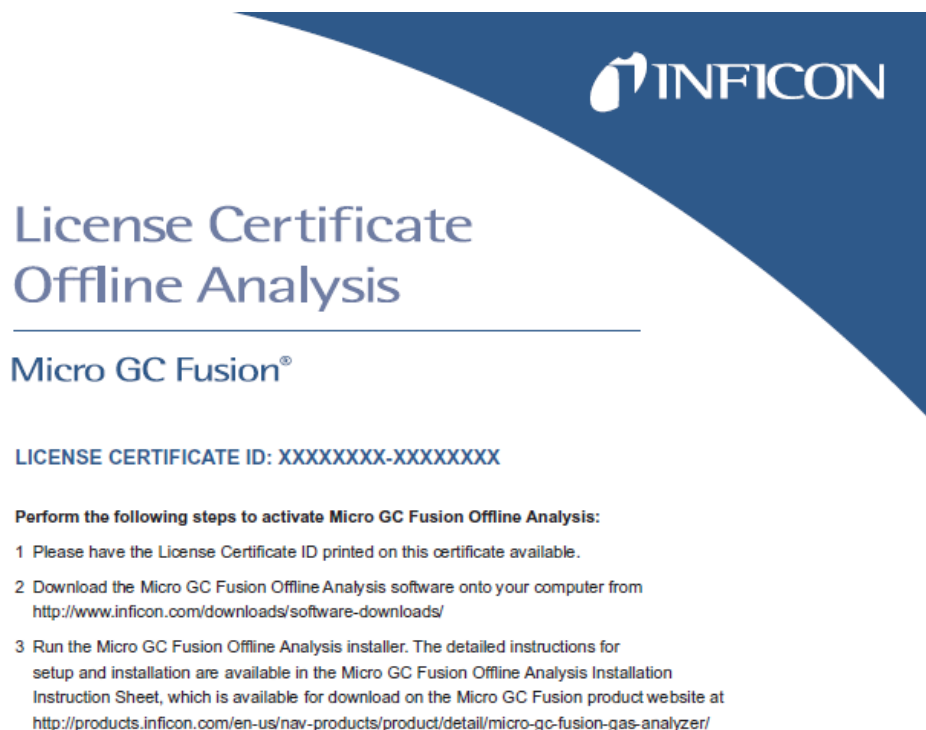 INFICON
License Certificate
Offline Analysis
Micro GC Fusion®
LICENSE CERTIFICATE ID: XXXXXXXX-XXXXXXXX
Perform the following steps to activate Micro GC Fusion Offline Analysis:
1 Please have the License Certificate ID printed on this certificate available.
2 Download the Micro GC Fusion Offline Analysis software onto your computer from
http://www.inficon.com/downloads/software-downloads/
3 Run the Micro GC Fusion Offline Analysis installer. The detailed instructions for
setup and installation are available in the Micro GC Fusion Offline Analysis Installation
Instruction Sheet, which is available for download on the Micro GC Fusion product website at
http://products.inficon.com/en-us/nav-products/product/detail/micro-gc-fusion-gas-analyzer/